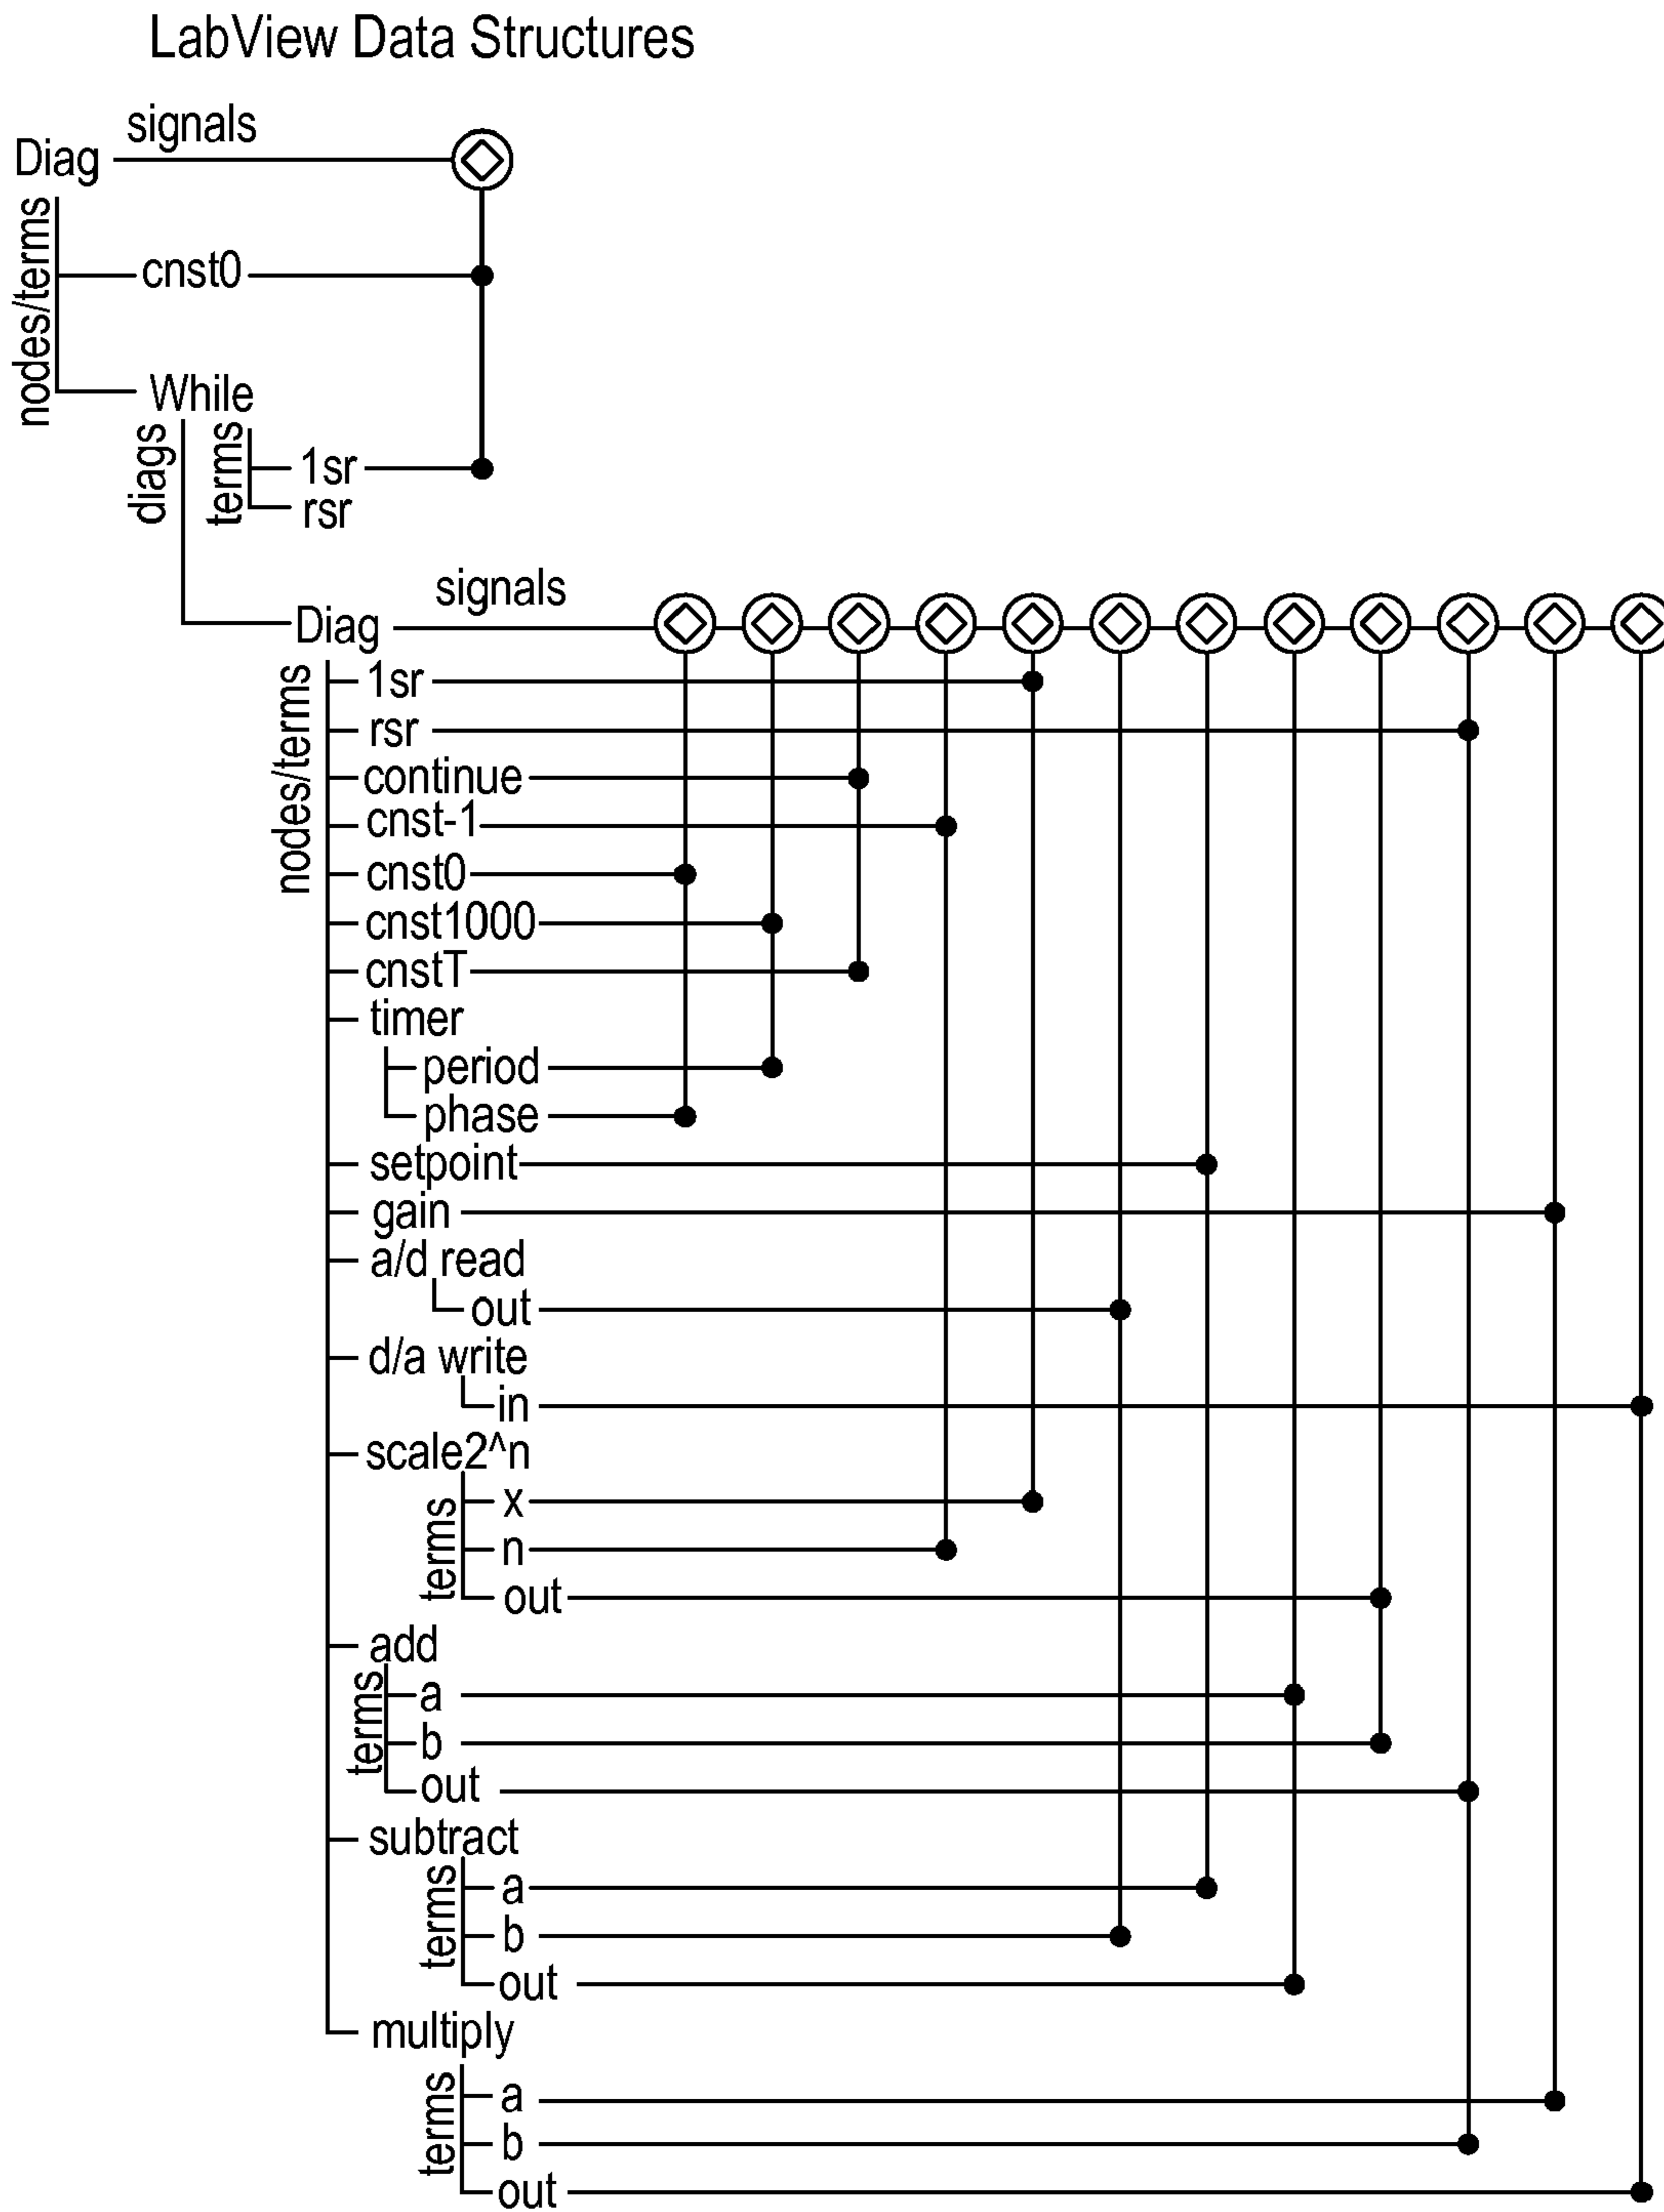 LabView Data Structures
signals
Diag
nodes/terms
cnst0
While
diags
terms
1sr
rsr
signals
Diag
nodes/terms
1sr
rsr
continue
cnst-1
cnst0
cnst1000
cnstT
timer
period
phase
setpoint
gain
a/d read
out
d/a write
in
scale2^n
terms
x
n
out
add
terms
a
b
out
subtract
terms
a
b
out
multiply
terms
a
b
out